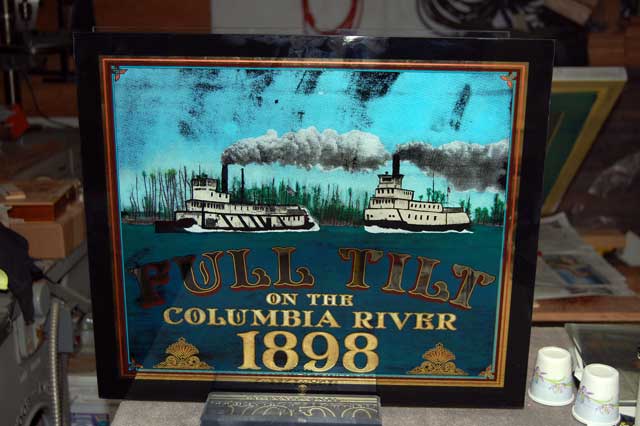 FULL TILT
ON THE
COLUMBIA RIVER
1898